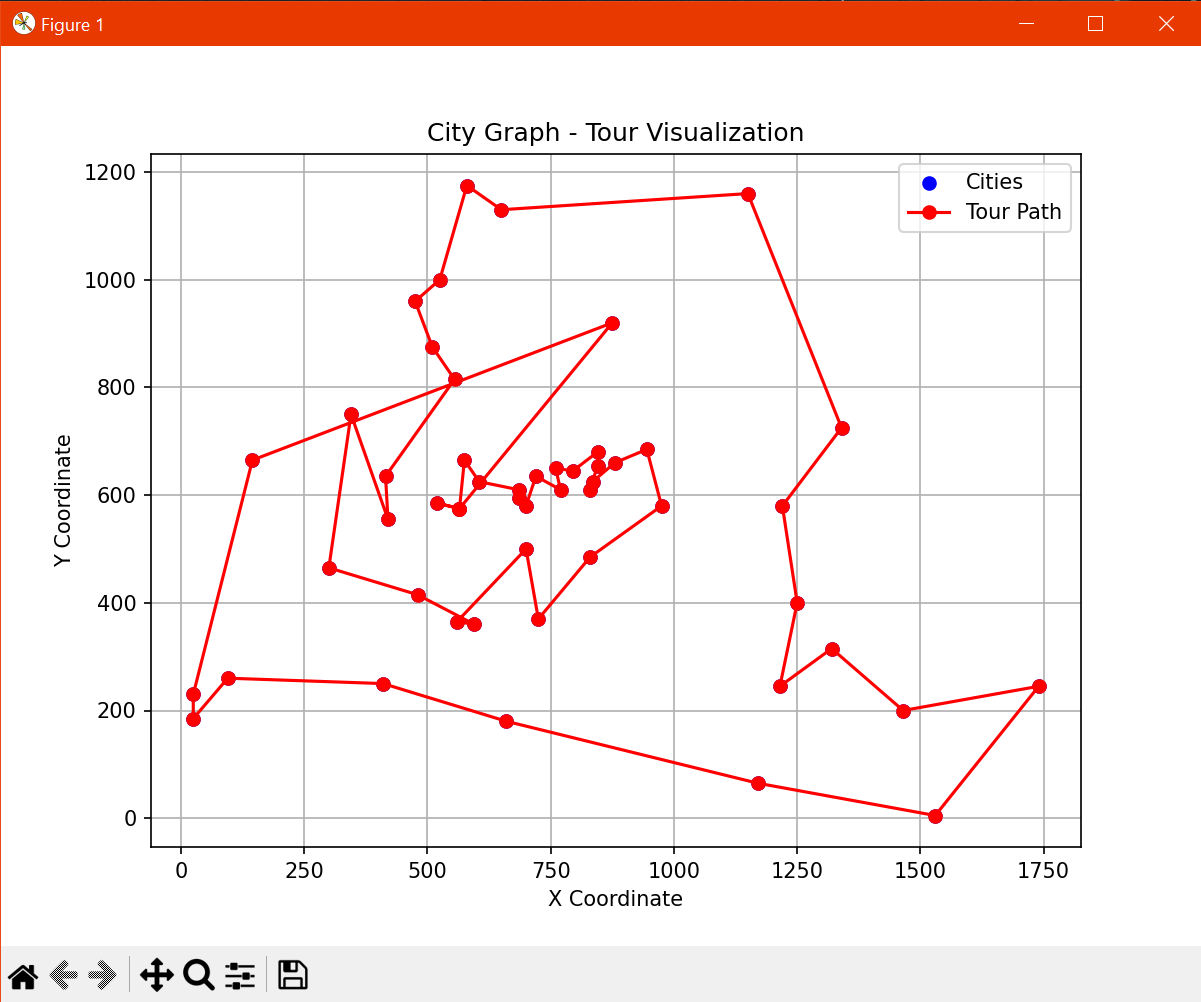 Figure 1
City Graph - Tour Visualization
1200
1000
800
600
400
200
0
Y Coordinate
Cities
Tour Path
0 250 500 750 1000 1250 1500 1750
X Coordinate